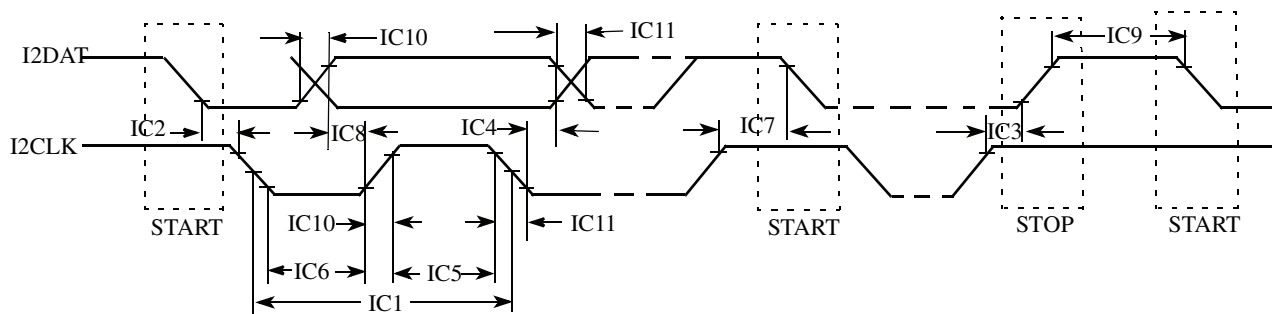 IC10
IC11
IC9
I2DAT
IC2
IC8
IC4
IC7
IC3
I2CLK
START
IC10
IC11
START
STOP
START
IC6
IC5
IC1